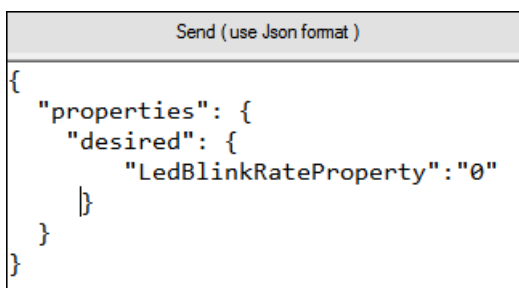 Send ( use Json format )
{
  "properties": {
    "desired": {
        "LedBlinkRateProperty":"0"
    }
  }
}